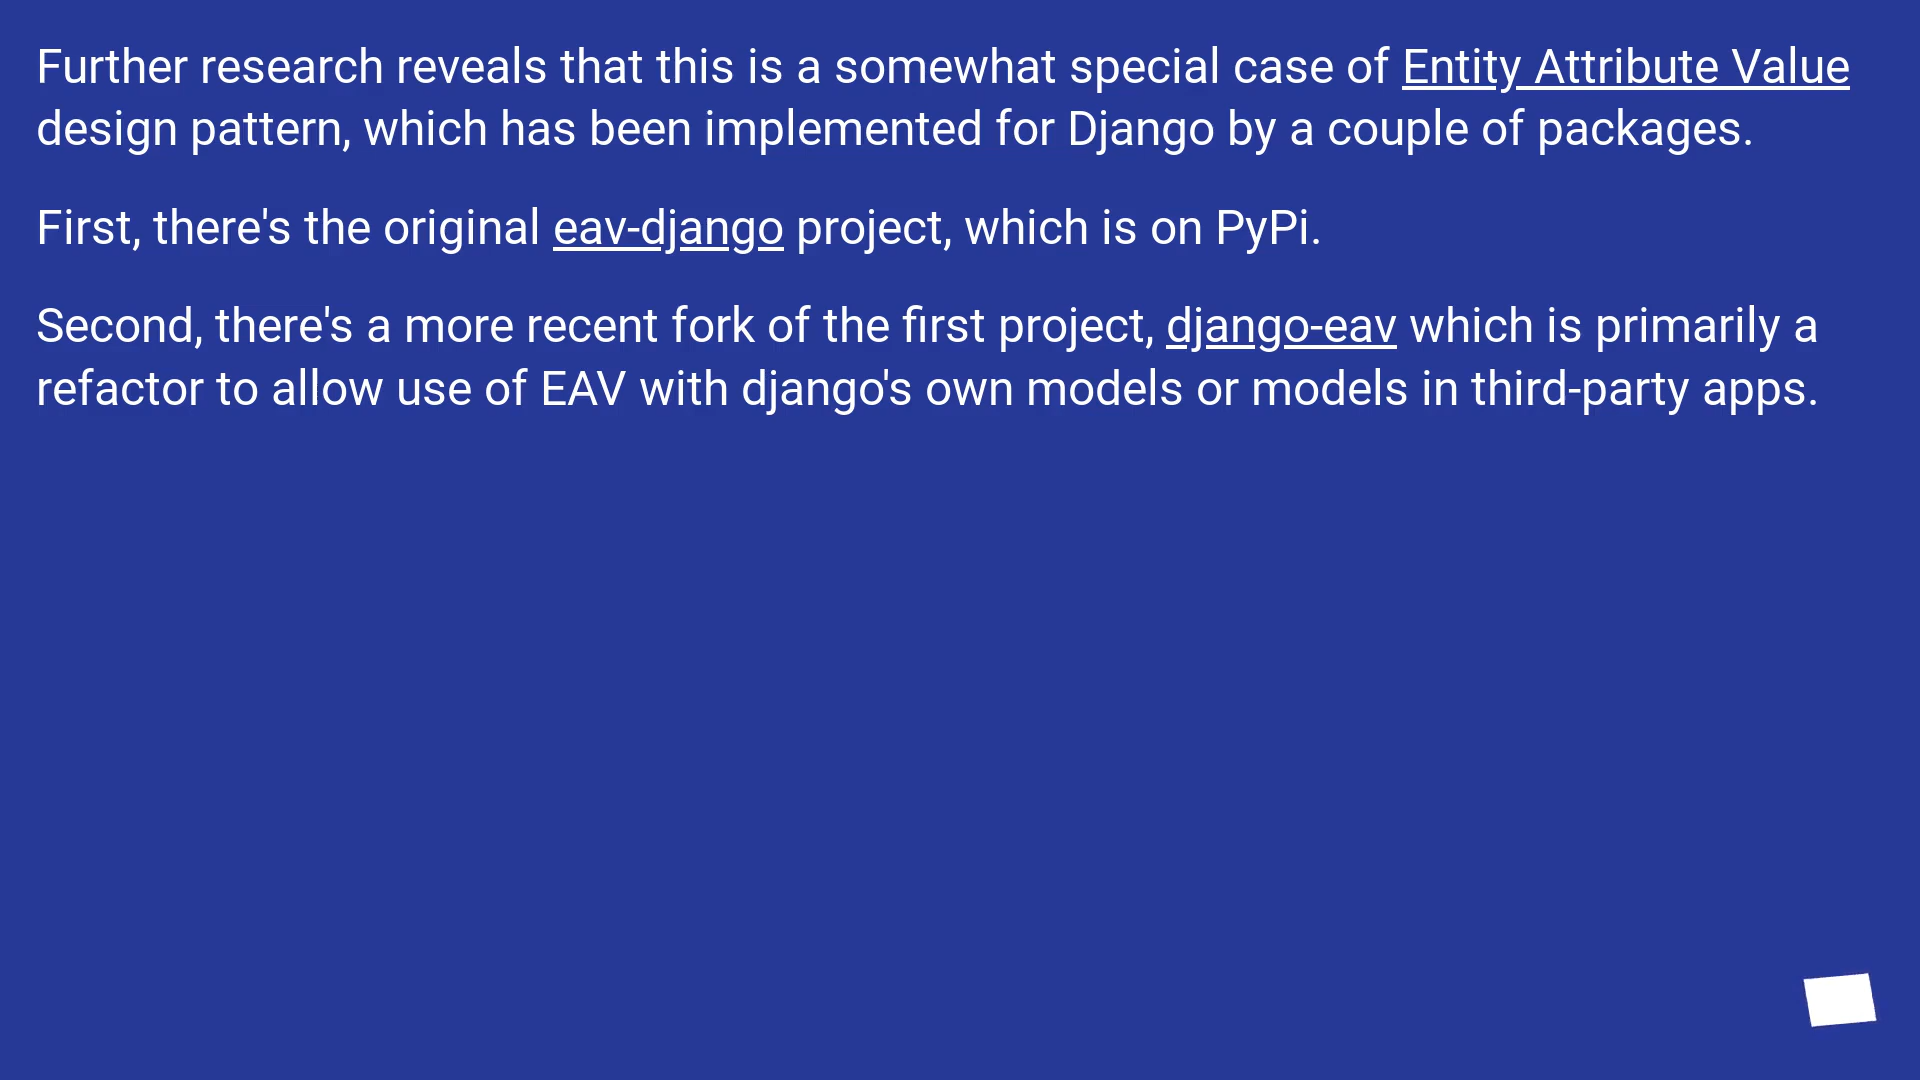 Further research reveals that this is a somewhat special case of Entity Attribute Value
design pattern, which has been implemented for Django by a couple of packages.
First, there's the original eav-django project, which is on PyPi.
Second, there's a more recent fork of the first project, django-eav which is primarily a
refactor to allow use of EAV with django's own models or models in third-party apps.